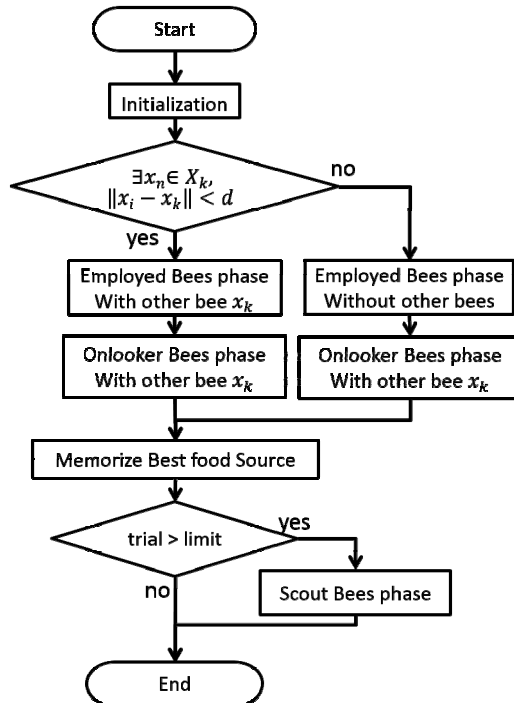 Start
Initialization
∃xₙ∈ Xₖ,
‖xᵢ − xₖ‖ < d
no
yes
Employed Bees phase
With other bee xₖ
Employed Bees phase
Without other bees
Onlooker Bees phase
With other bee xₖ
Onlooker Bees phase
With other bee xₖ
Memorize Best food Source
trial > limit
yes
no
Scout Bees phase
End